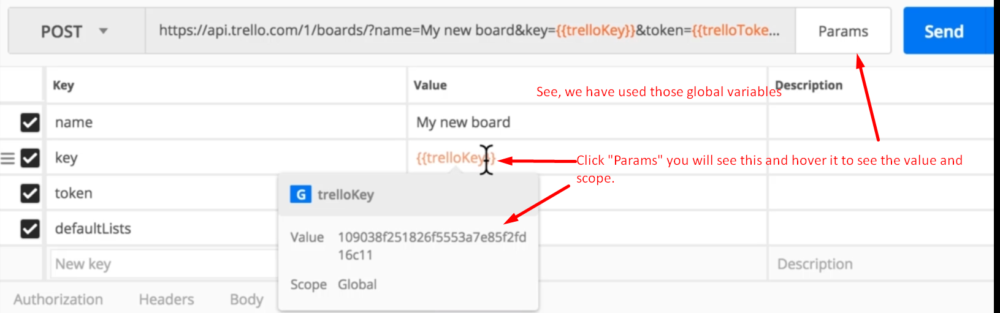 POST
https://api.trello.com/1/boards/?name=My new board&key={{trelloKey}}&token={{trelloToke...
Params
Send
Key
Value
Description
See, we have used those global variables
name
My new board
key
{{trelloKey}}
Click "Params" you will see this and hover it to see the value and
scope.
token
G trelloKey
defaultLists
Value 109038f251826f5553a7e85f2fd
16c11
New key
Description
Scope Global
Authorization
Headers
Body